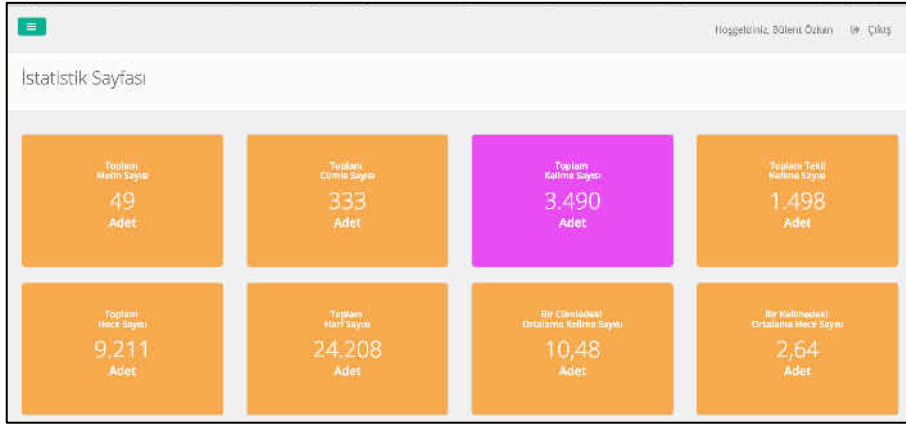 Hoşgeldiniz, Bülent Özkan Çıkış
İstatistik Sayfası
Toplam
Metin Sayısı
49
Adet
Toplam
Cümle Sayısı
333
Adet
Toplam
Kelime Sayısı
3.490
Adet
Toplam Tekil
Kelime Sayısı
1.498
Adet
Toplam
Hece Sayısı
9.211
Adet
Toplam
Harf Sayısı
24.208
Adet
Bir Cümledeki
Ortalama Kelime Sayısı
10,48
Adet
Bir Kelimedeki
Ortalama Hece Sayısı
2,64
Adet